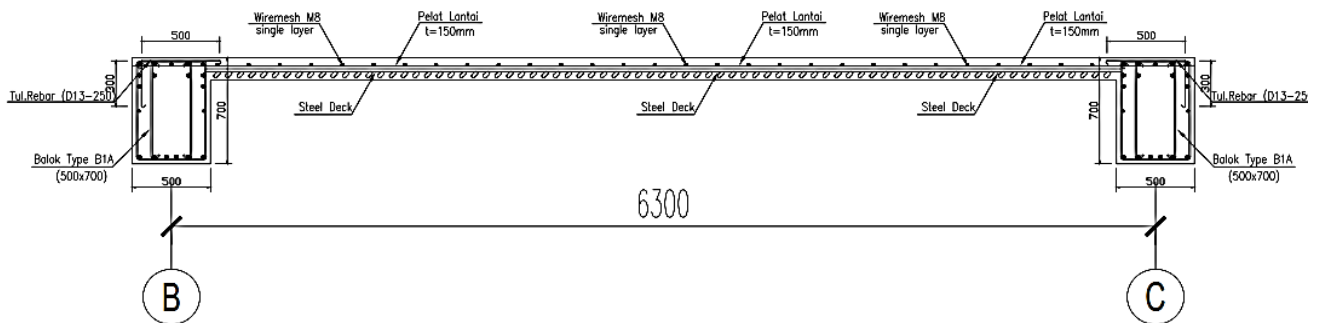 Wiremesh M8
single layer
Pelat Lantai
t=150mm
Wiremesh M8
single layer
Pelat Lantai
t=150mm
Wiremesh M8
single layer
Pelat Lantai
t=150mm
500
500
300
300
Tul.Rebar (D13-250)
Tul.Rebar (D13-25
700
700
Steel Deck
Steel Deck
Steel Deck
Balok Type B1A
(500x700)
Balok Type B1A
(500x700)
500
500
6300
B
C